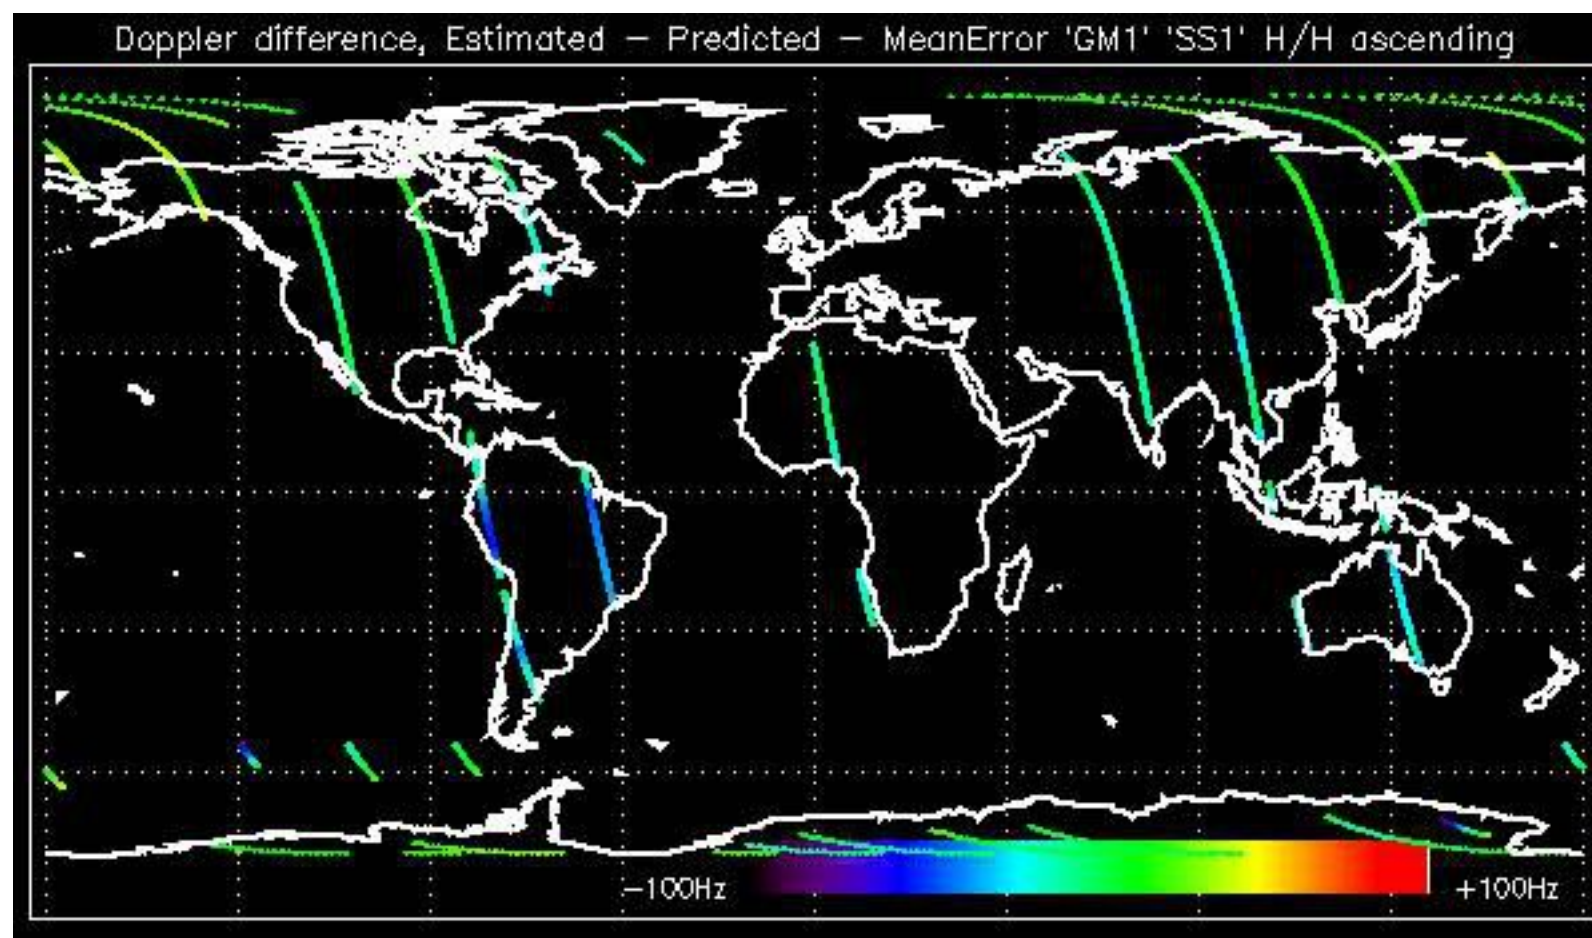 Doppler difference, Estimated – Predicted – MeanError 'GM1' 'SS1' H/H ascending
–100Hz
+100Hz